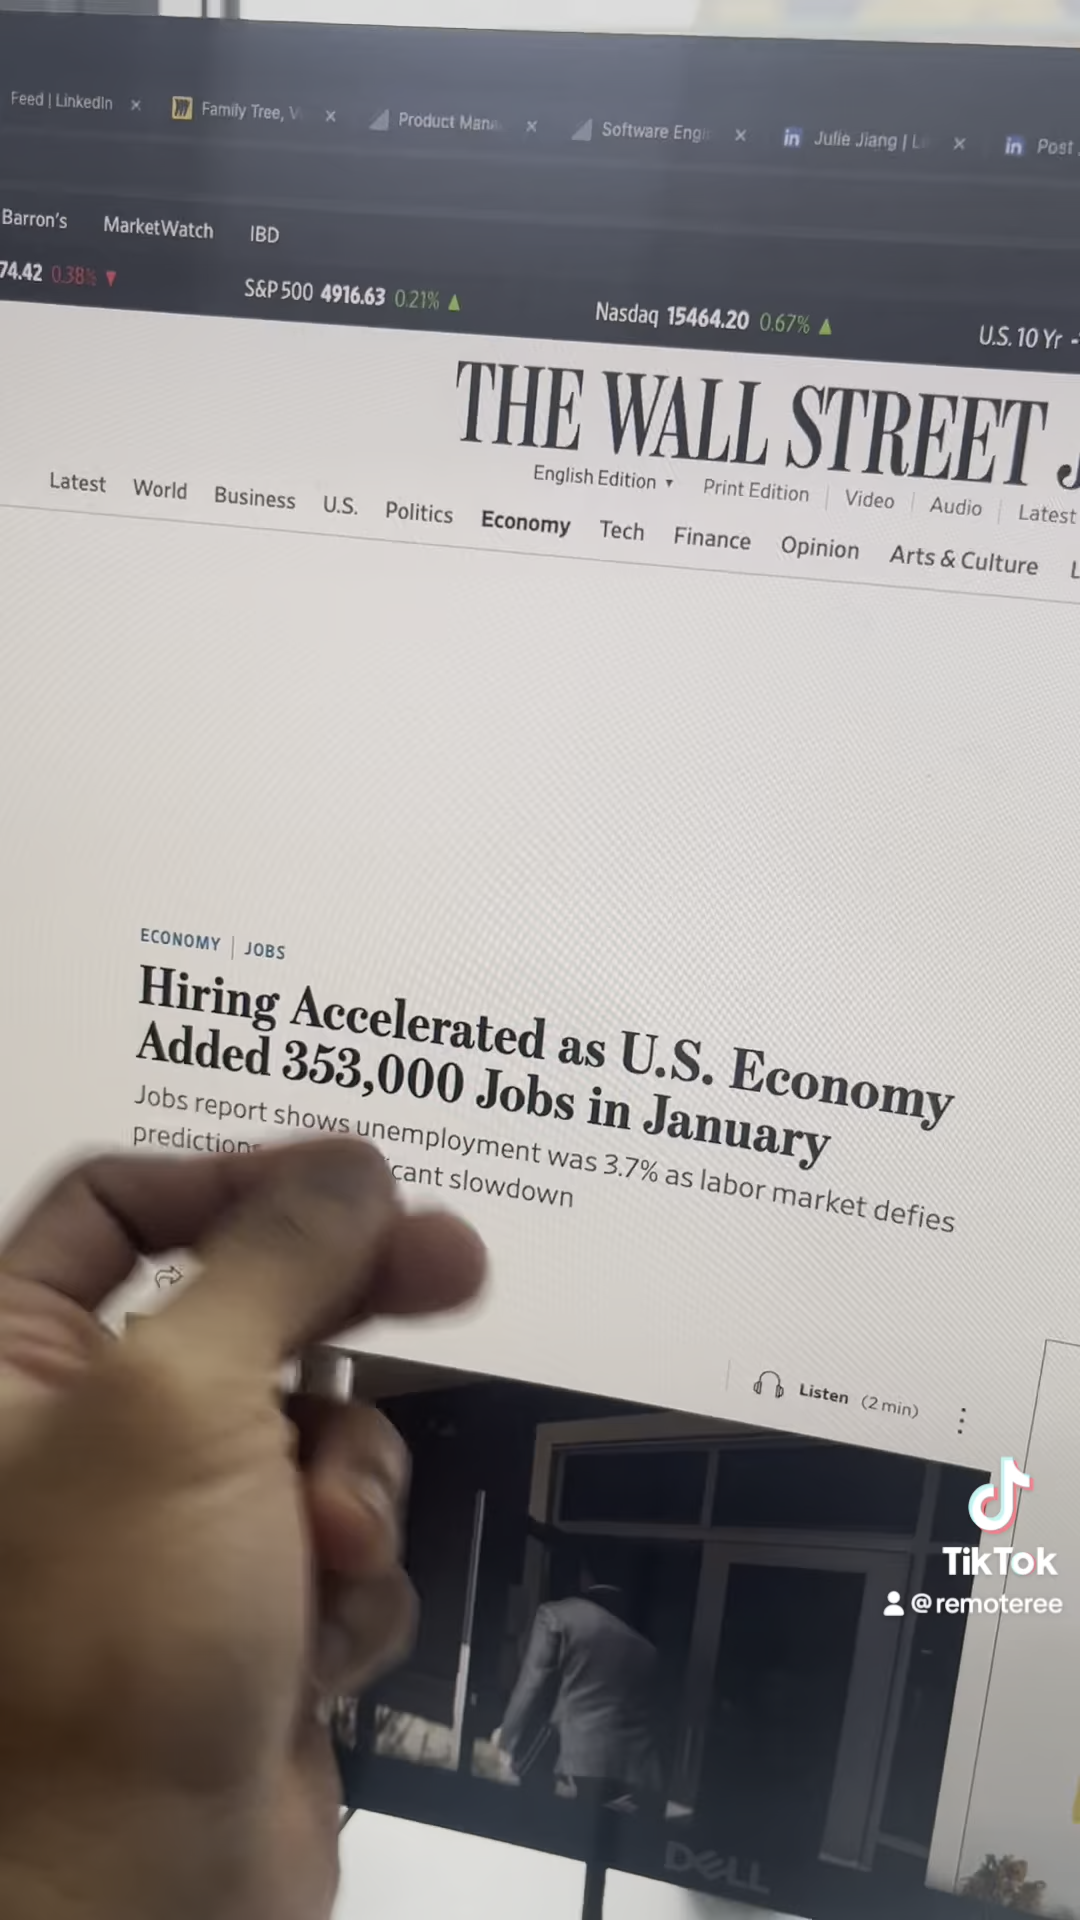 Feed | LinkedIn × Family Tree, V × Product Mana × Software Engi × in Julie Jiang | L × in Post
Barron's MarketWatch IBD
74.42 0.38% ▼ S&P 500 4916.63 0.21% ▲ Nasdaq 15464.20 0.67% ▲ U.S. 10 Yr
THE WALL STREET J
English Edition ▾ Print Edition | Video | Audio | Latest
Latest World Business U.S. Politics Economy Tech Finance Opinion Arts & Culture L
ECONOMY | JOBS
Hiring Accelerated as U.S. Economy
Added 353,000 Jobs in January
Jobs report shows unemployment was 3.7% as labor market defies
predictions cant slowdown
Listen (2 min)
TikTok
@remoteree
DELL